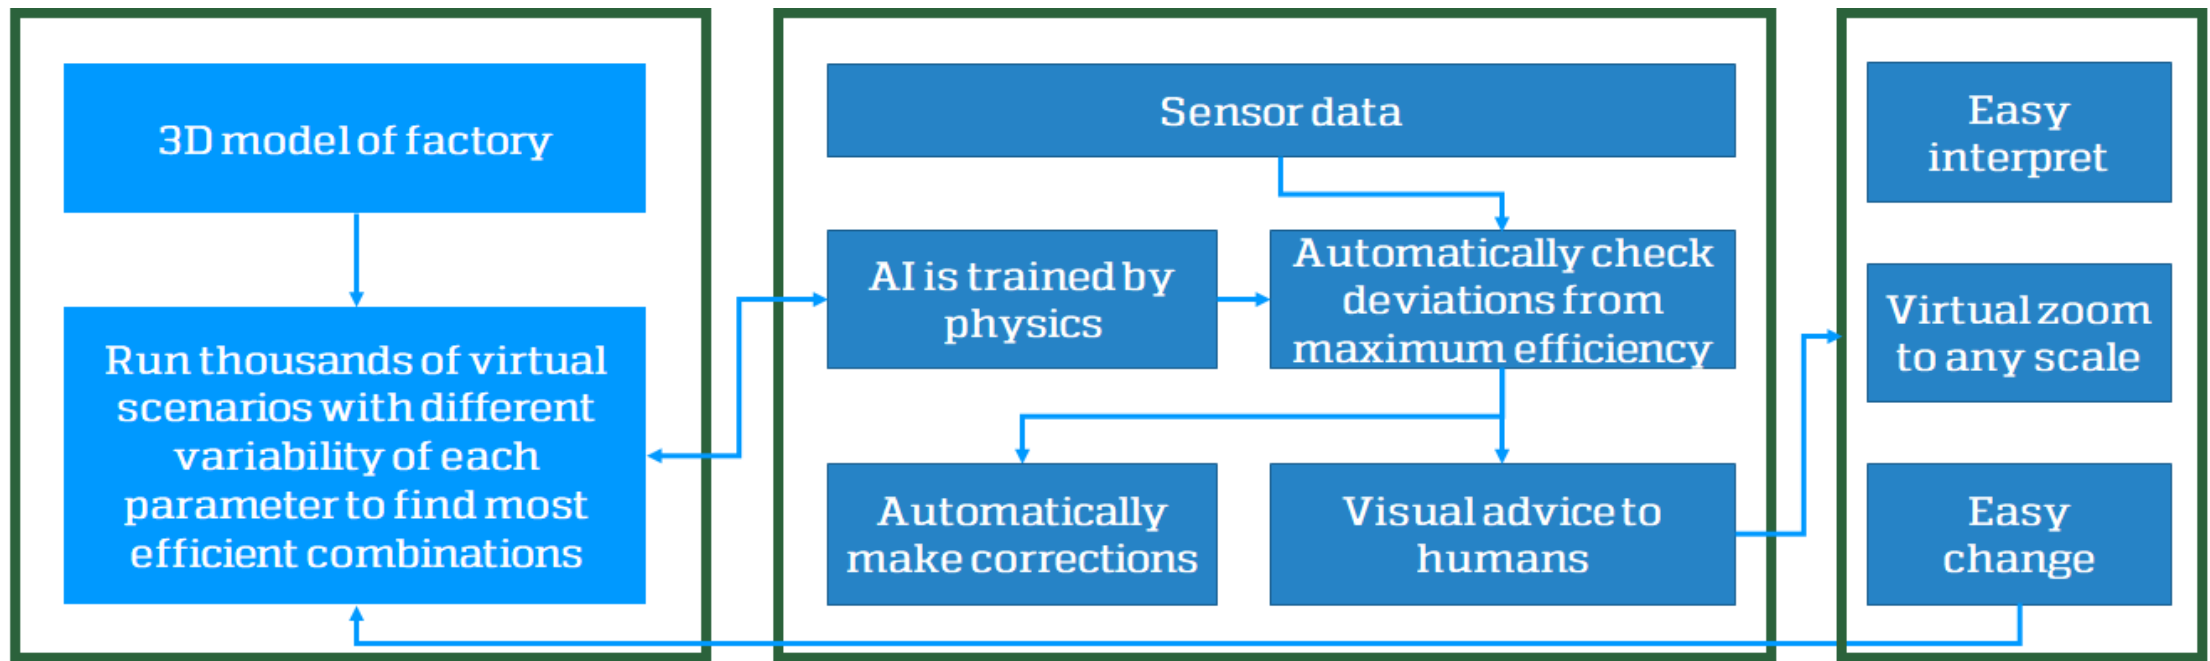 3D model of factory
Run thousands of virtual
scenarios with different
variability of each
parameter to find most
efficient combinations
Sensor data
AI is trained by
physics
Automatically check
deviations from
maximum efficiency
Automatically
make corrections
Visual advice to
humans
Easy
interpret
Virtual zoom
to any scale
Easy
change